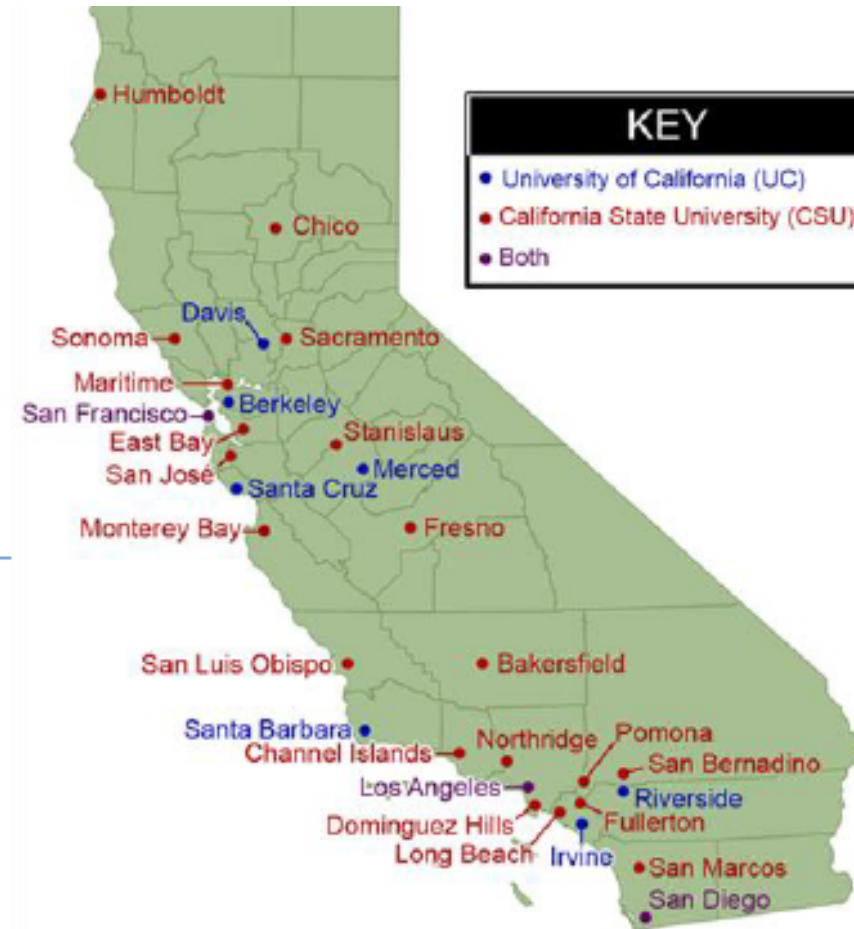 Humboldt
KEY
University of California (UC)
California State University (CSU)
Both
Chico
Davis
Sonoma
Sacramento
Maritime
Berkeley
San Francisco
East Bay
Stanislaus
San José
Merced
Santa Cruz
Monterey Bay
Fresno
San Luis Obispo
Bakersfield
Santa Barbara
Channel Islands
Northridge
Pomona
San Bernadino
Los Angeles
Riverside
Dominguez Hills
Fullerton
Long Beach
Irvine
San Marcos
San Diego